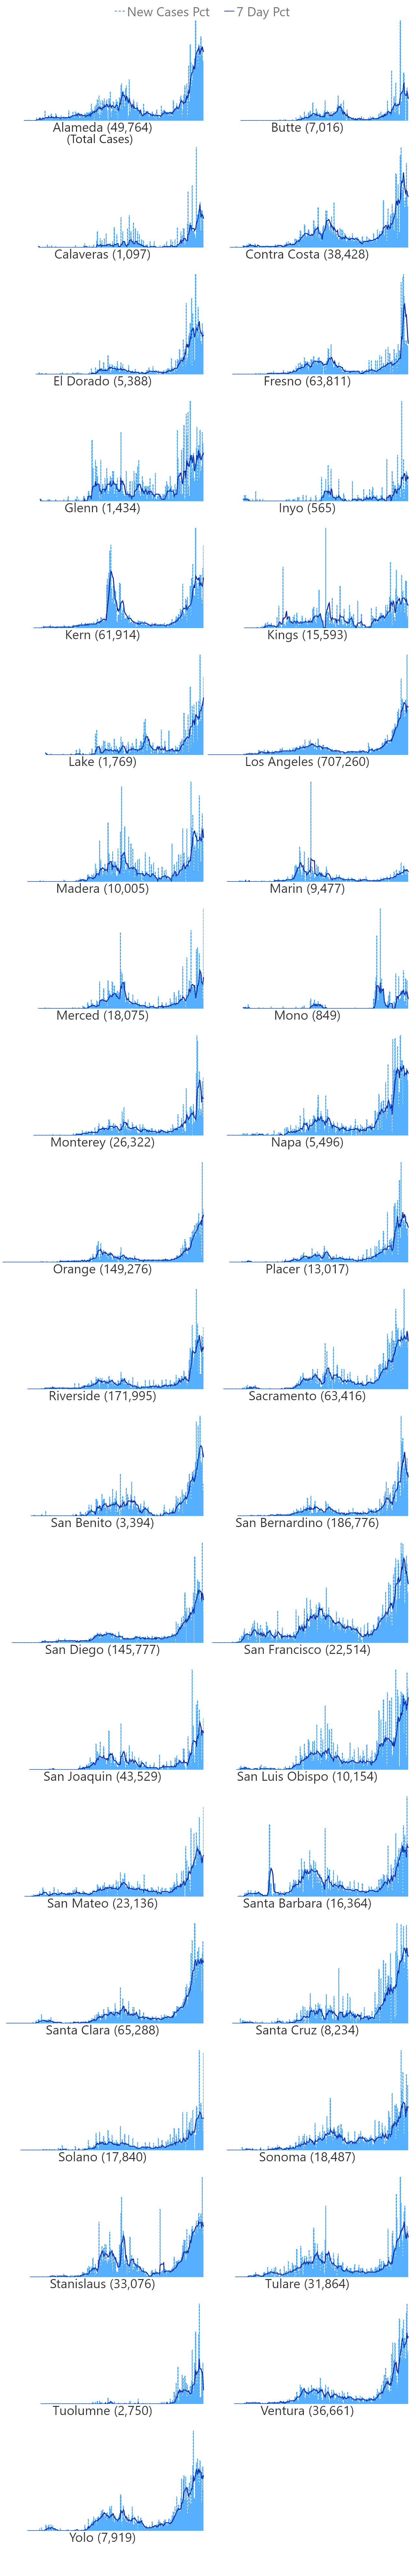 New Cases Pct 7 Day Pct
Alameda (49,764) Butte (7,016)
(Total Cases)
Calaveras (1,097) Contra Costa (38,428)
El Dorado (5,388) Fresno (63,811)
Glenn (1,434) Inyo (565)
Kern (61,914) Kings (15,593)
Lake (1,769) Los Angeles (707,260)
Madera (10,005) Marin (9,477)
Merced (18,075) Mono (849)
Monterey (26,322) Napa (5,496)
Orange (149,276) Placer (13,017)
Riverside (171,995) Sacramento (63,416)
San Benito (3,394) San Bernardino (186,776)
San Diego (145,777) San Francisco (22,514)
San Joaquin (43,529) San Luis Obispo (10,154)
San Mateo (23,136) Santa Barbara (16,364)
Santa Clara (65,288) Santa Cruz (8,234)
Solano (17,840) Sonoma (18,487)
Stanislaus (33,076) Tulare (31,864)
Tuolumne (2,750) Ventura (36,661)
Yolo (7,919)